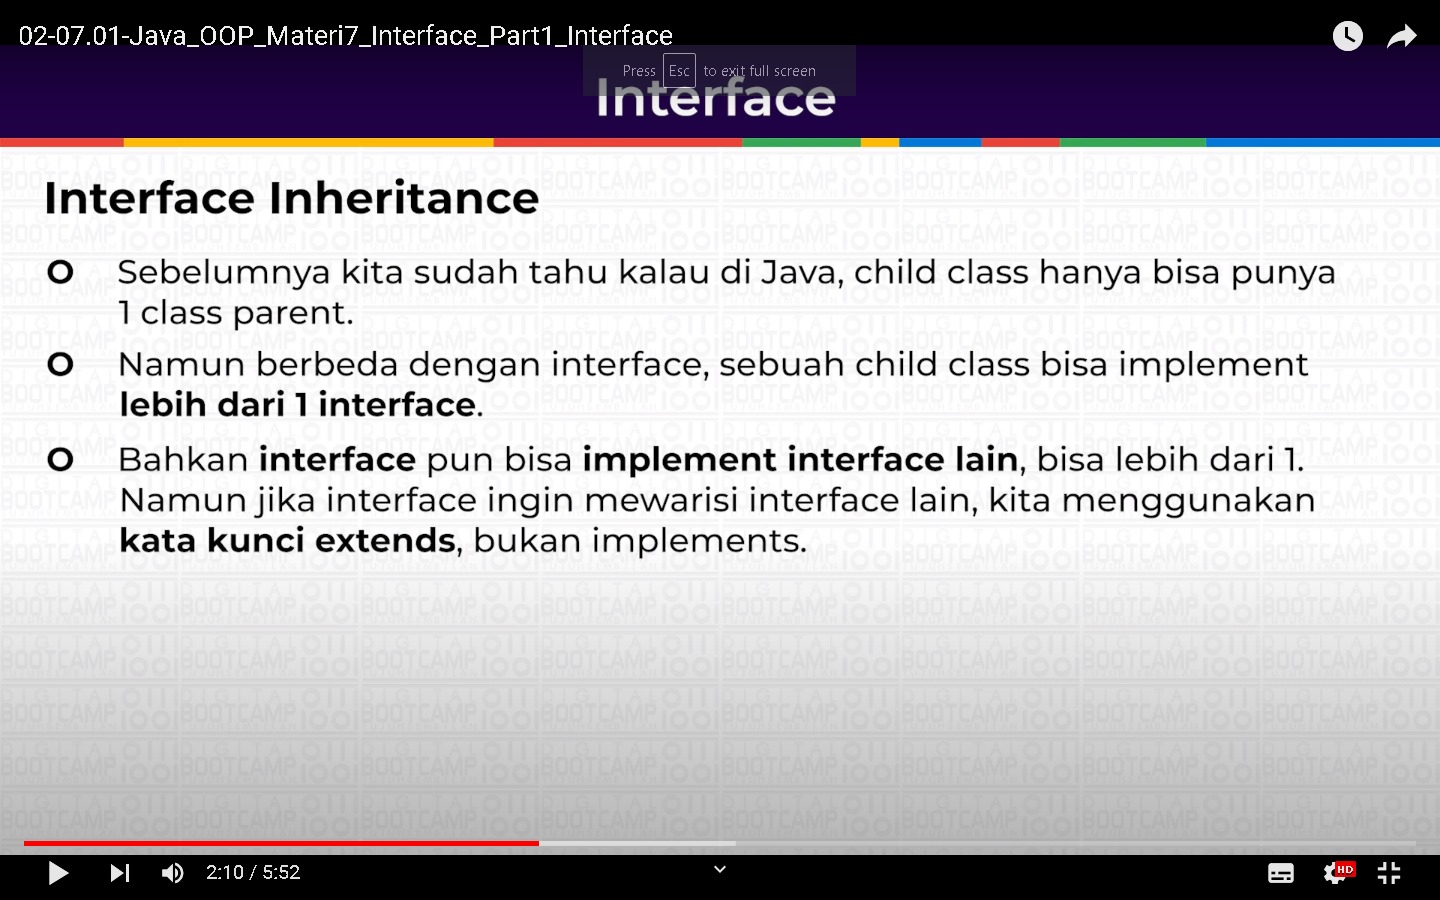 02-07.01-Java_OOP_Materi7_Interface_Part1_Interface
Press Esc to exit full screen
Interface
Interface Inheritance
O Sebelumnya kita sudah tahu kalau di Java, child class hanya bisa punya
1 class parent.
O Namun berbeda dengan interface, sebuah child class bisa implement
lebih dari 1 interface.
O Bahkan interface pun bisa implement interface lain, bisa lebih dari 1.
Namun jika interface ingin mewarisi interface lain, kita menggunakan
kata kunci extends, bukan implements.
2:10 / 5:52
HD